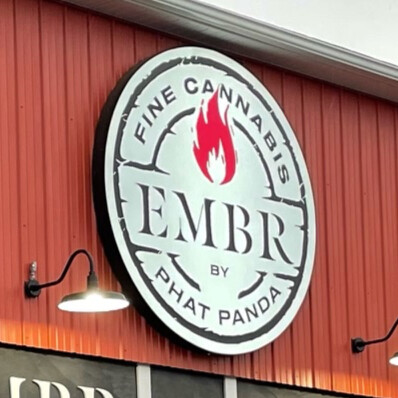 FINE CANNABIS
EMBR
BY
PHAT PANDA